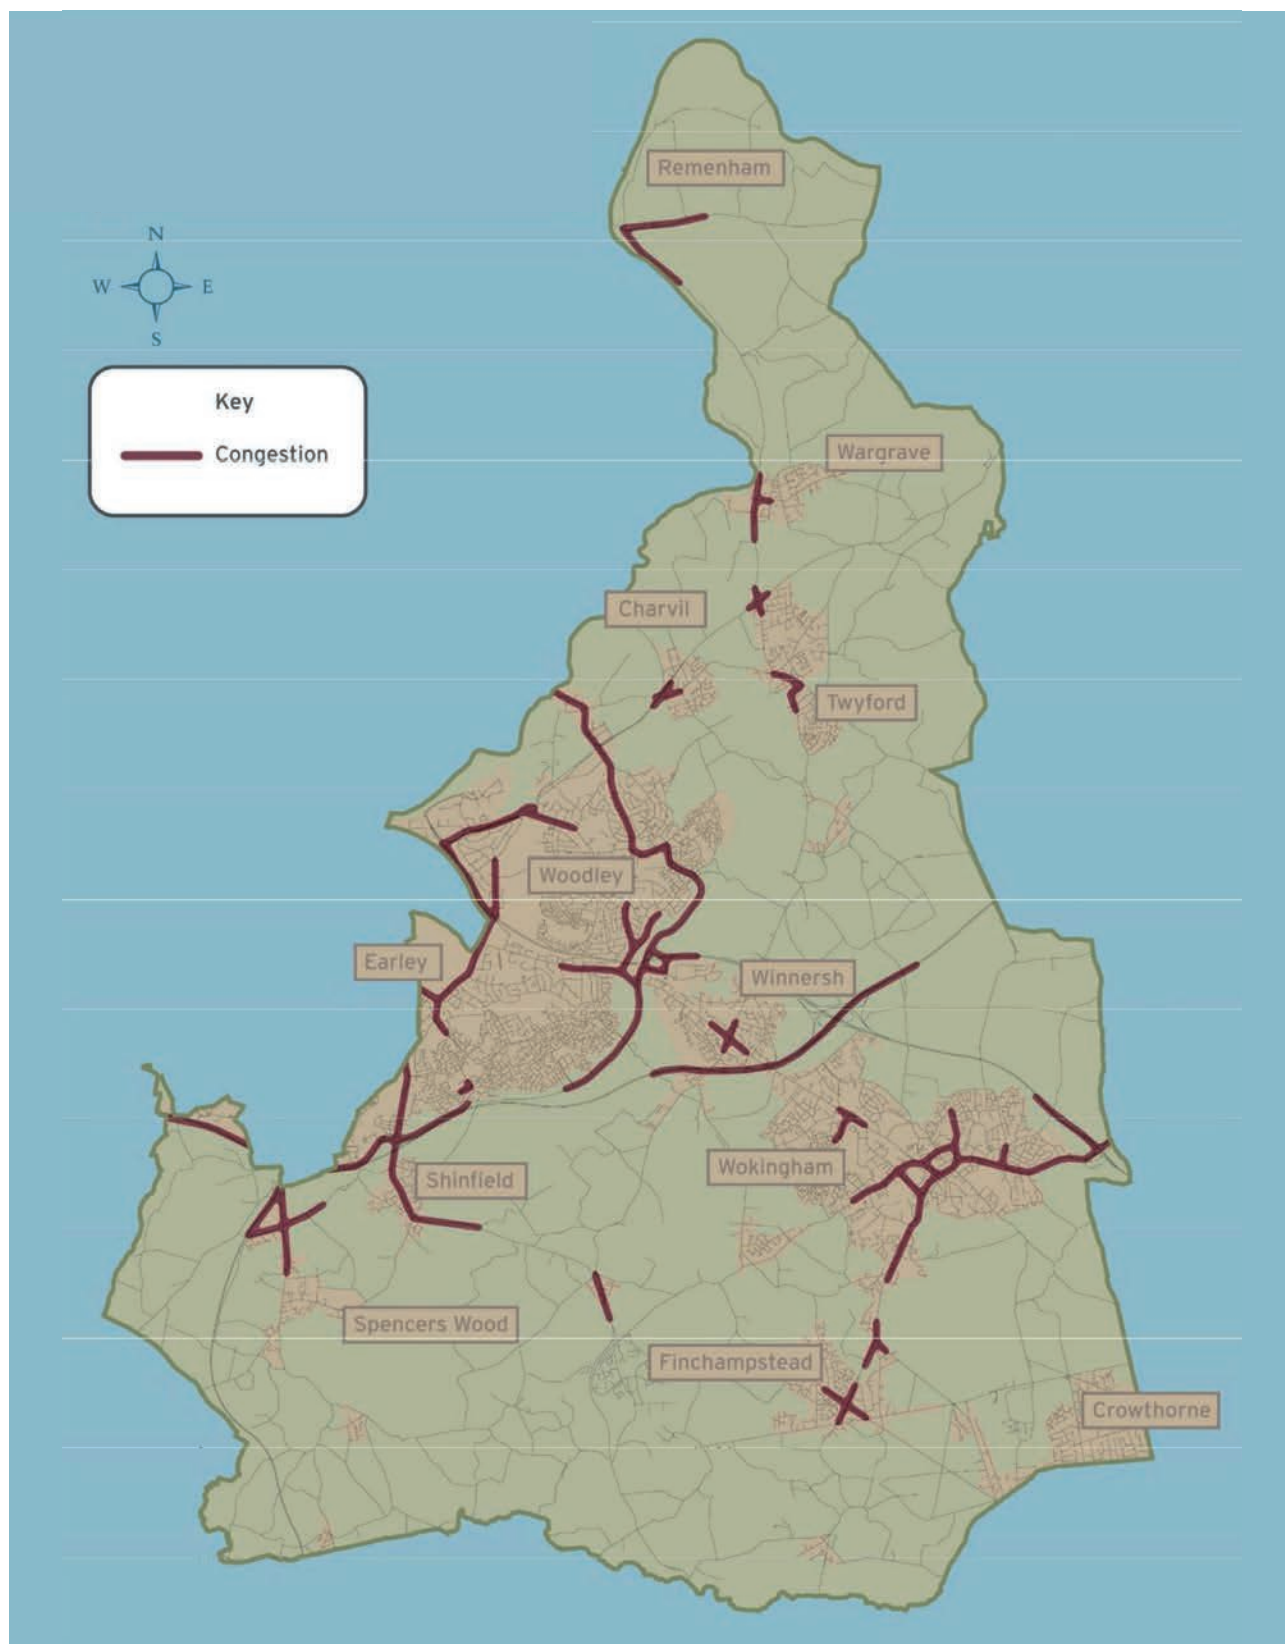 Remenham
N
W E
S
Key
Congestion
Wargrave
Charvil
Twyford
Woodley
Earley
Winnersh
Wokingham
Shinfield
Spencers Wood
Finchampstead
Crowthorne